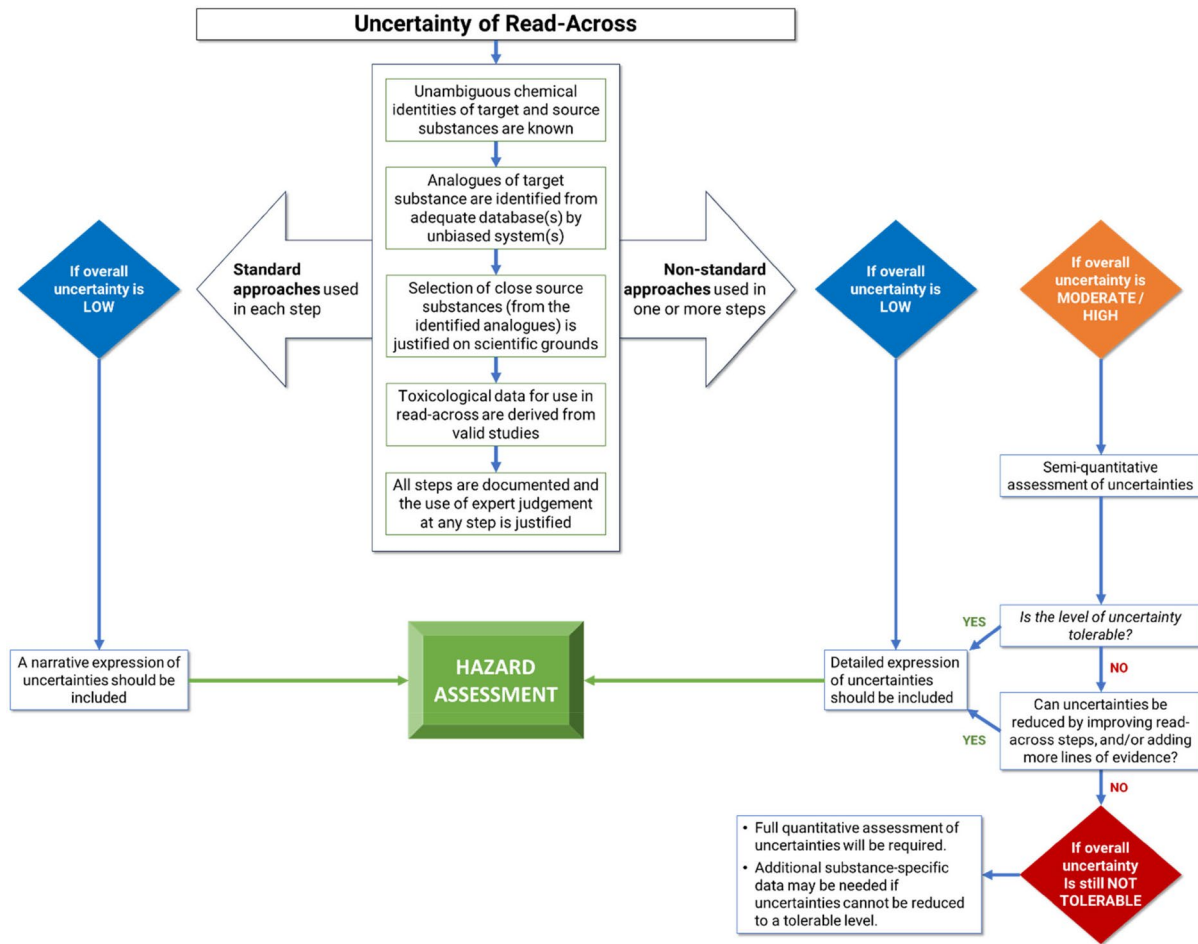 Uncertainty of Read-Across
Unambiguous chemical
identities of target and source
substances are known
Analogues of target
substance are identified from
adequate database(s) by
unbiased system(s)
Selection of close source
substances (from the
identified analogues) is
justified on scientific grounds
Toxicological data for use in
read-across are derived from
valid studies
All steps are documented and
the use of expert judgement
at any step is justified
Standard
approaches used
in each step
Non-standard
approaches used in
one or more steps
If overall
uncertainty is
LOW
If overall
uncertainty is
LOW
If overall
uncertainty is
MODERATE /
HIGH
Semi-quantitative
assessment of uncertainties
Is the level of uncertainty
tolerable?
YES
NO
A narrative expression of
uncertainties should be
included
HAZARD
ASSESSMENT
Detailed expression
of uncertainties
should be included
Can uncertainties be
reduced by improving read-
across steps, and/or adding
more lines of evidence?
YES
NO
• Full quantitative assessment of
uncertainties will be required.
• Additional substance-specific
data may be needed if
uncertainties cannot be reduced
to a tolerable level.
If overall
uncertainty
Is still NOT
TOLERABLE